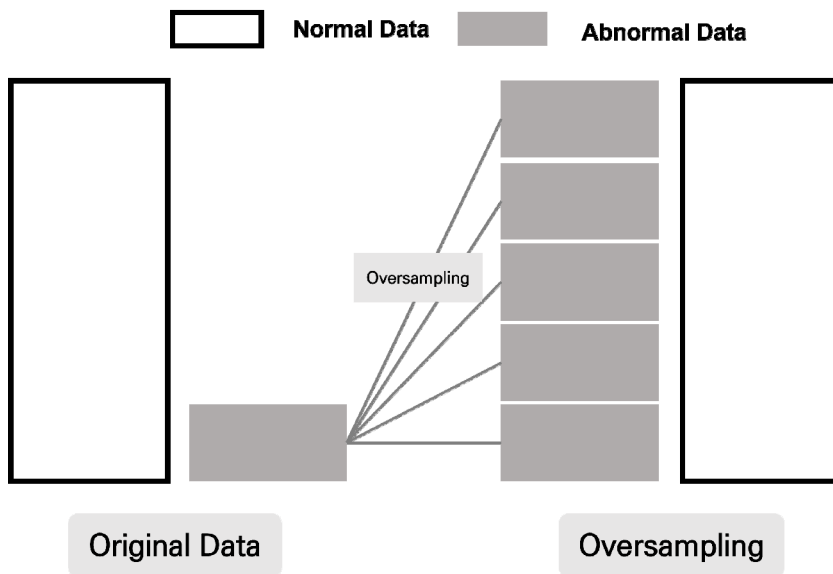 Normal Data
Abnormal Data
Oversampling
Original Data
Oversampling